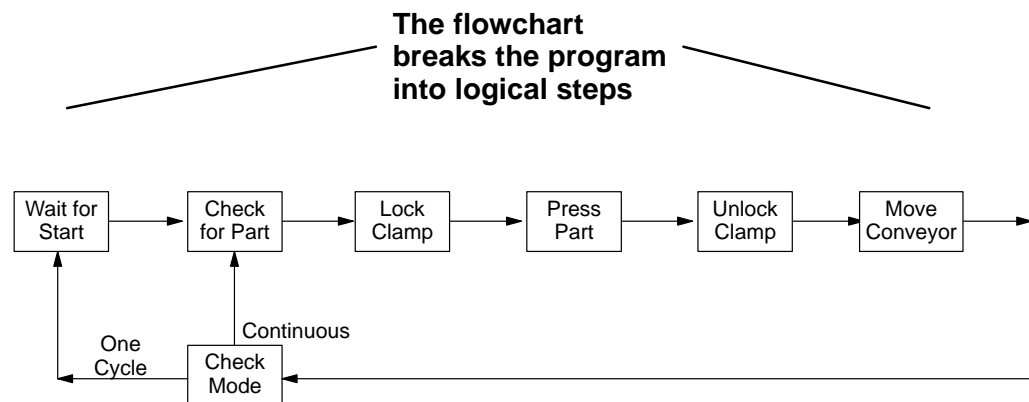 The flowchart
breaks the program
into logical steps
Wait for
Start
Check
for Part
Lock
Clamp
Press
Part
Unlock
Clamp
Move
Conveyor
One
Cycle
Continuous
Check
Mode